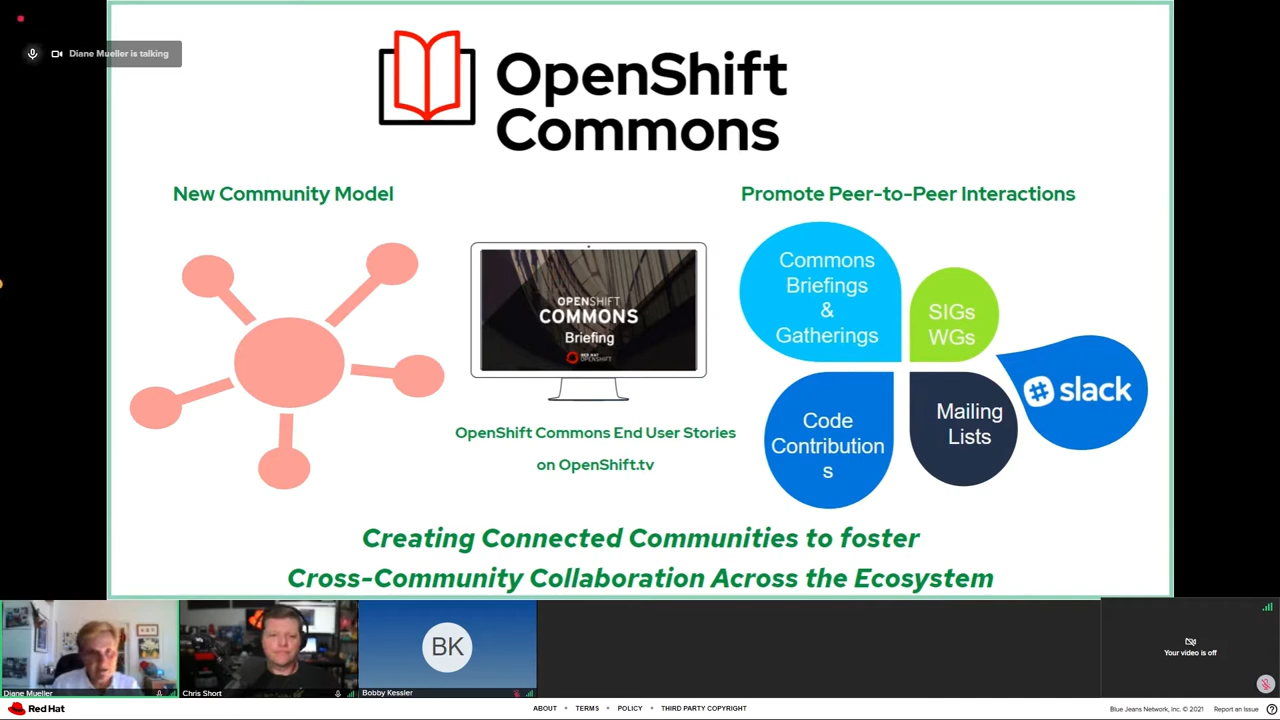 Diane Mueller is talking
OpenShift
Commons
New Community Model
Promote Peer-to-Peer Interactions
OPENSHIFT
COMMONS
Briefing
RED HAT
OPENSHIFT
Commons
Briefings
&
Gatherings
SIGs
WGs
slack
Code
Contribution
s
Mailing
Lists
OpenShift Commons End User Stories
on OpenShift.tv
Creating Connected Communities to foster
Cross-Community Collaboration Across the Ecosystem
Diane Mueller
Chris Short
BK
Bobby Kessler
Your video is off
Red Hat
ABOUT • TERMS • POLICY • THIRD PARTY COPYRIGHT
Blue Jeans Network, Inc. © 2021 Report an Issue ?